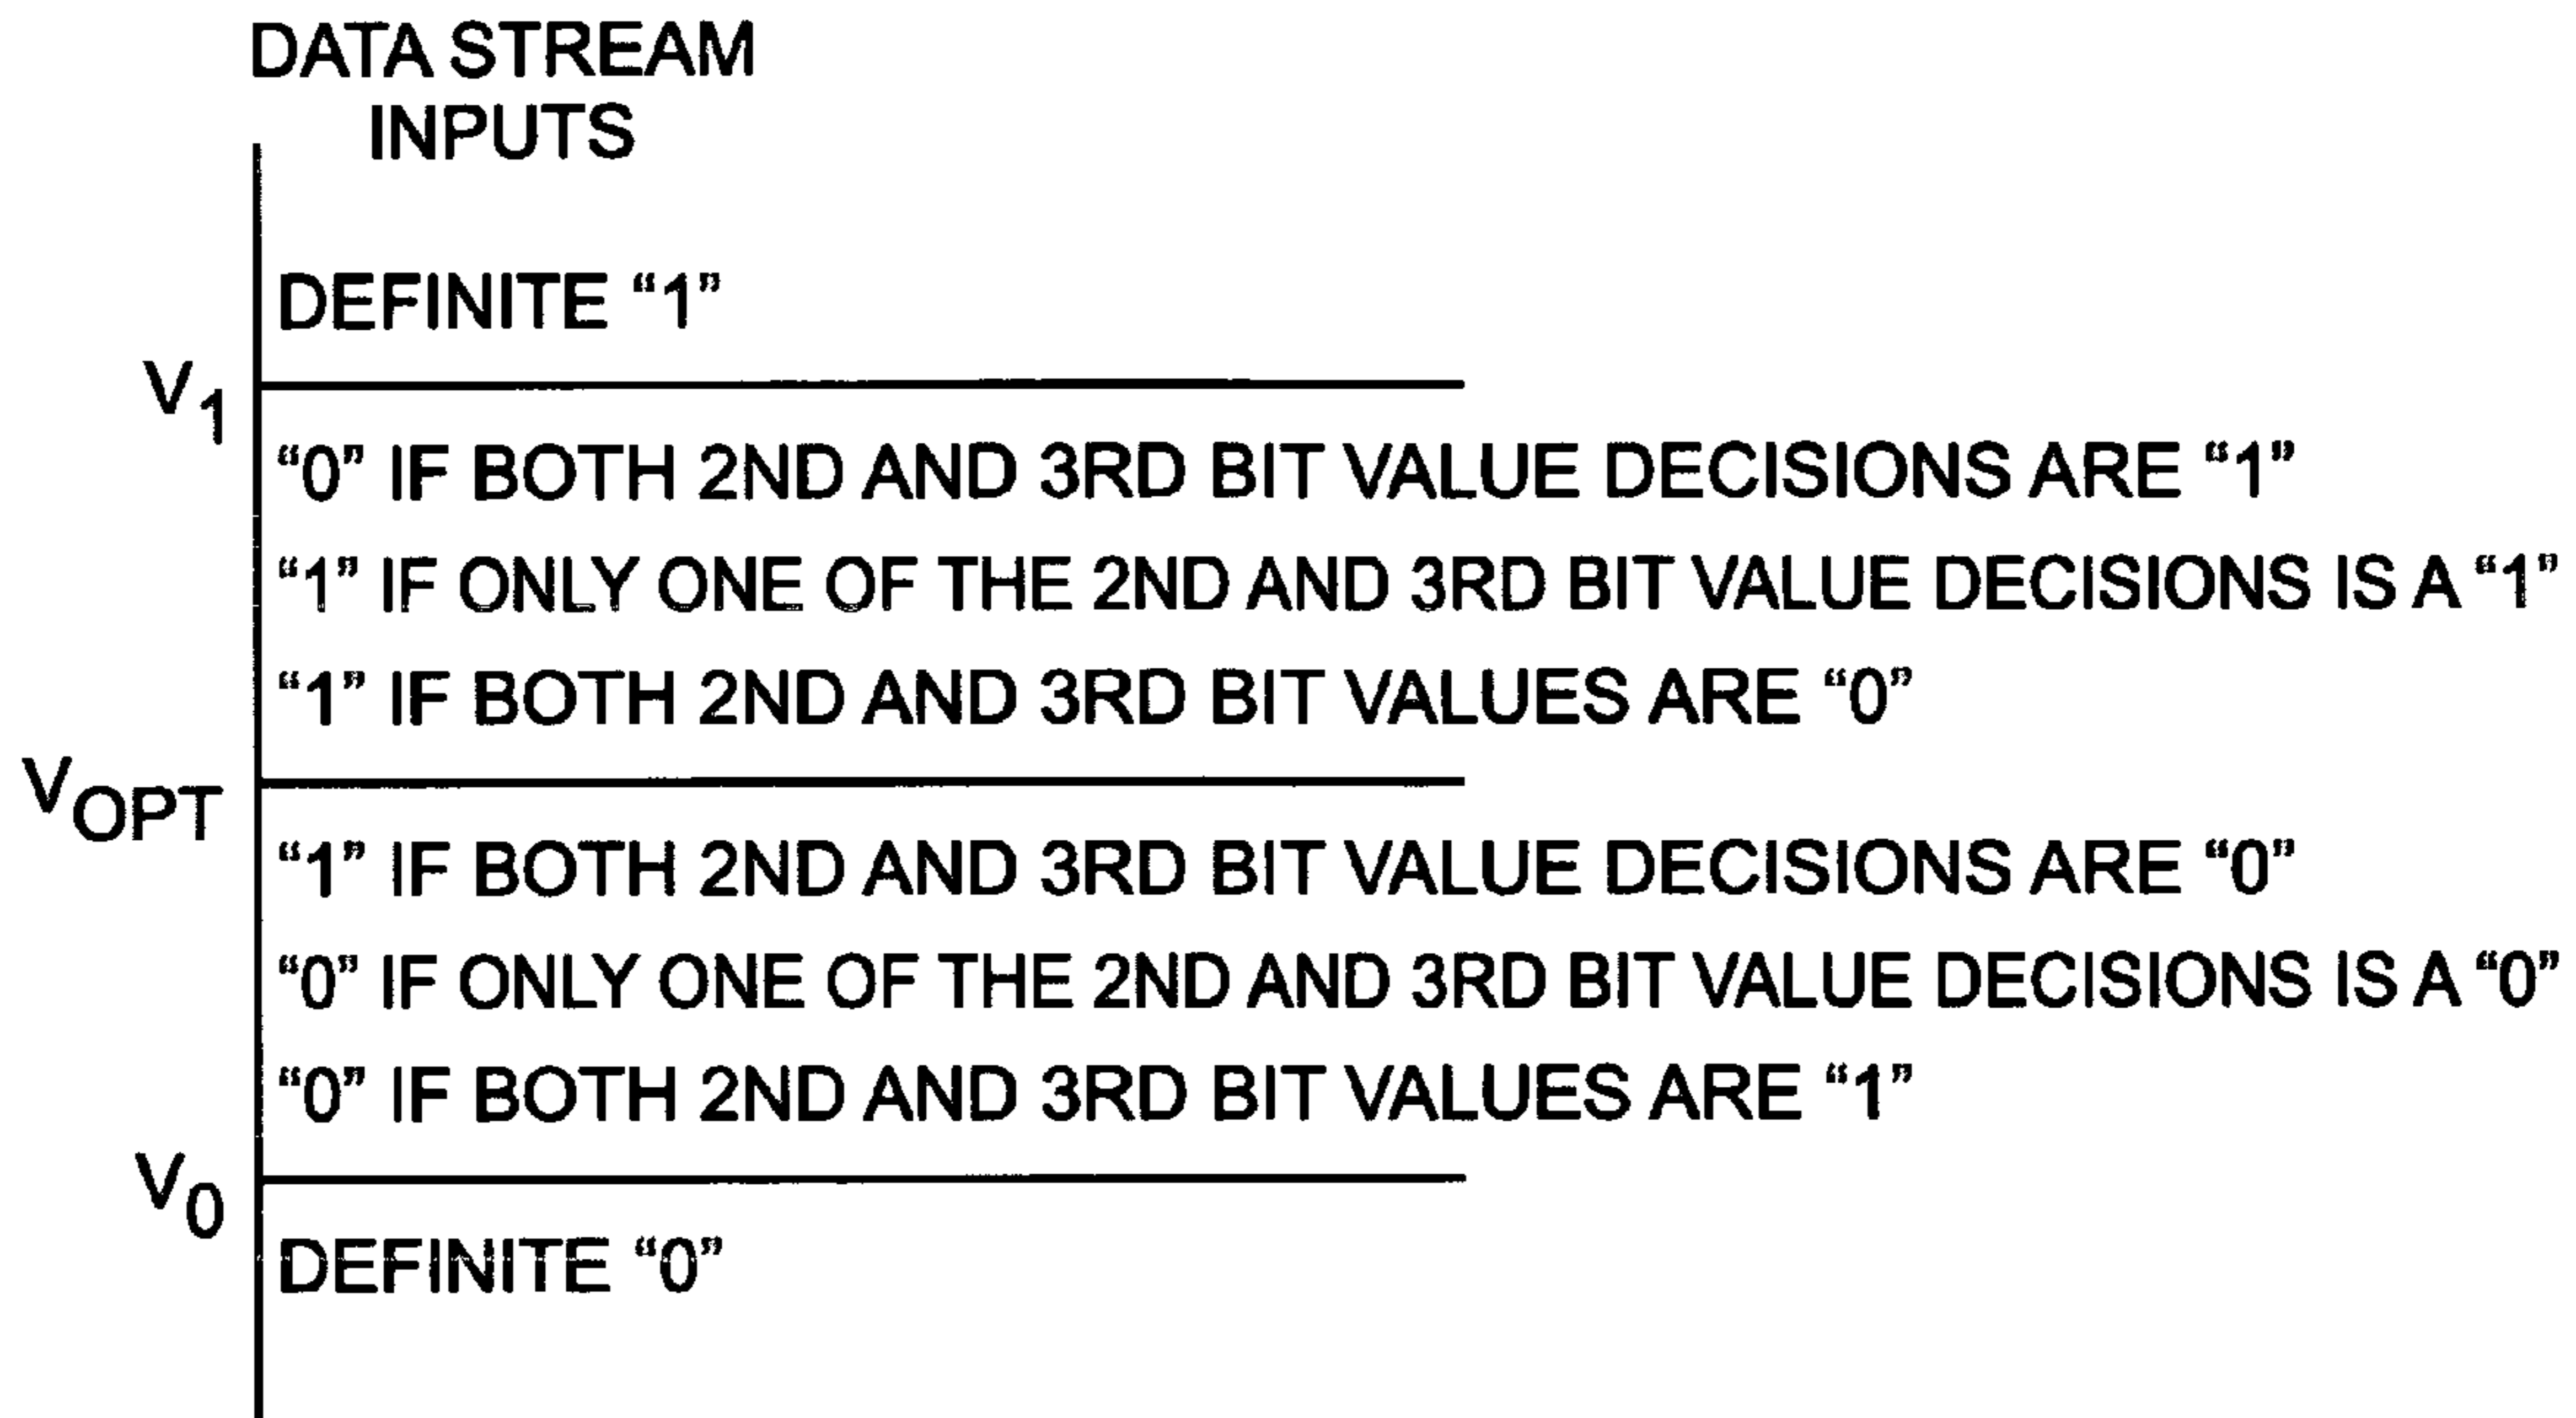 DATA STREAM
INPUTS
DEFINITE “1”
V1
“0” IF BOTH 2ND AND 3RD BIT VALUE DECISIONS ARE “1”
“1” IF ONLY ONE OF THE 2ND AND 3RD BIT VALUE DECISIONS IS A “1”
“1” IF BOTH 2ND AND 3RD BIT VALUES ARE “0”
VOPT
“1” IF BOTH 2ND AND 3RD BIT VALUE DECISIONS ARE “0”
“0” IF ONLY ONE OF THE 2ND AND 3RD BIT VALUE DECISIONS IS A “0”
“0” IF BOTH 2ND AND 3RD BIT VALUES ARE “1”
V0
DEFINITE “0”